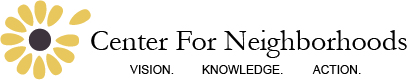 Center For Neighborhoods
VISION. KNOWLEDGE. ACTION.